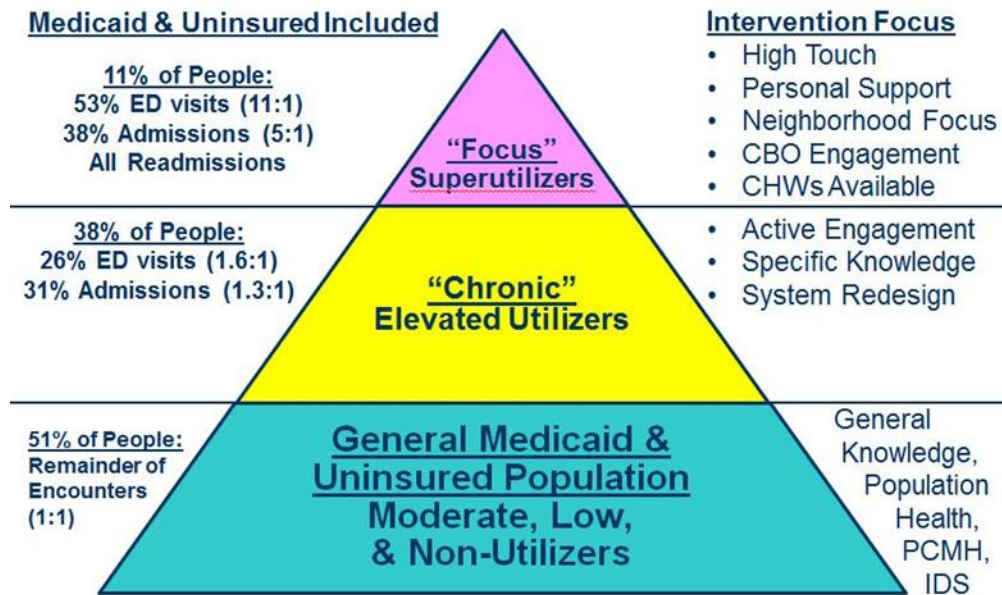 Medicaid & Uninsured Included
11% of People:
53% ED visits (11:1)
38% Admissions (5:1)
All Readmissions
"Focus"
Superutilizers
Intervention Focus
• High Touch
• Personal Support
• Neighborhood Focus
• CBO Engagement
• CHWs Available
38% of People:
26% ED visits (1.6:1)
31% Admissions (1.3:1)
"Chronic"
Elevated Utilizers
• Active Engagement
• Specific Knowledge
• System Redesign
51% of People:
Remainder of
Encounters
(1:1)
General Medicaid &
Uninsured Population
Moderate, Low,
& Non-Utilizers
General
Knowledge,
Population
Health,
PCMH,
IDS